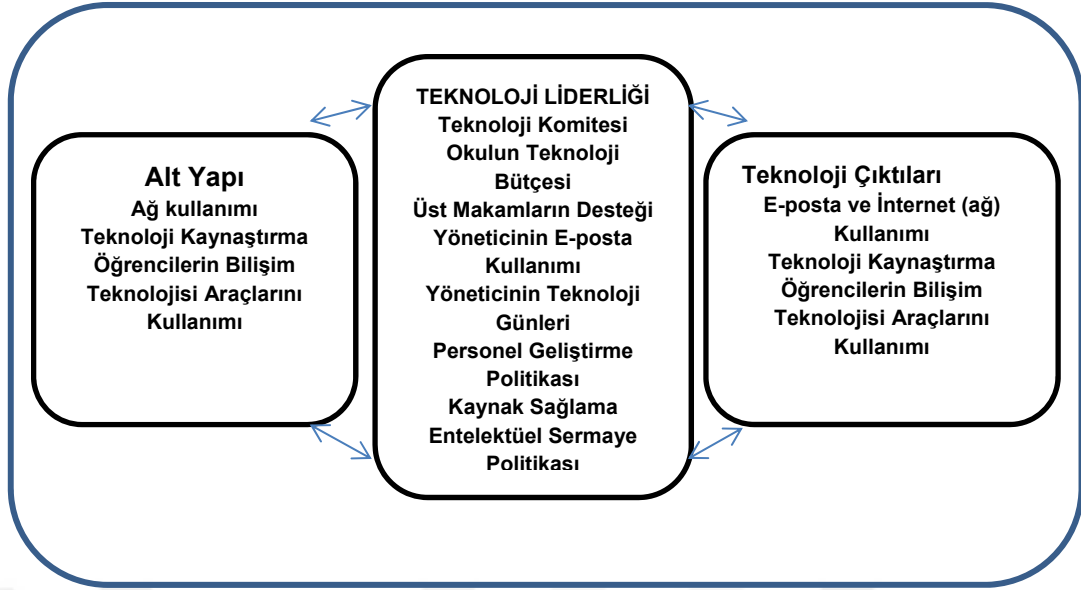 Alt Yapı
Ağ kullanımı
Teknoloji Kaynaştırma
Öğrencilerin Bilişim
Teknolojisi Araçlarını
Kullanımı
TEKNOLOJİ LİDERLİĞİ
Teknoloji Komitesi
Okulun Teknoloji
Bütçesi
Üst Makamların Desteği
Yöneticinin E-posta
Kullanımı
Yöneticinin Teknoloji
Günleri
Personel Geliştirme
Politikası
Kaynak Sağlama
Entelektüel Sermaye
Politikası
Teknoloji Çıktıları
E-posta ve İnternet (ağ)
Kullanımı
Teknoloji Kaynaştırma
Öğrencilerin Bilişim
Teknolojisi Araçlarını
Kullanımı